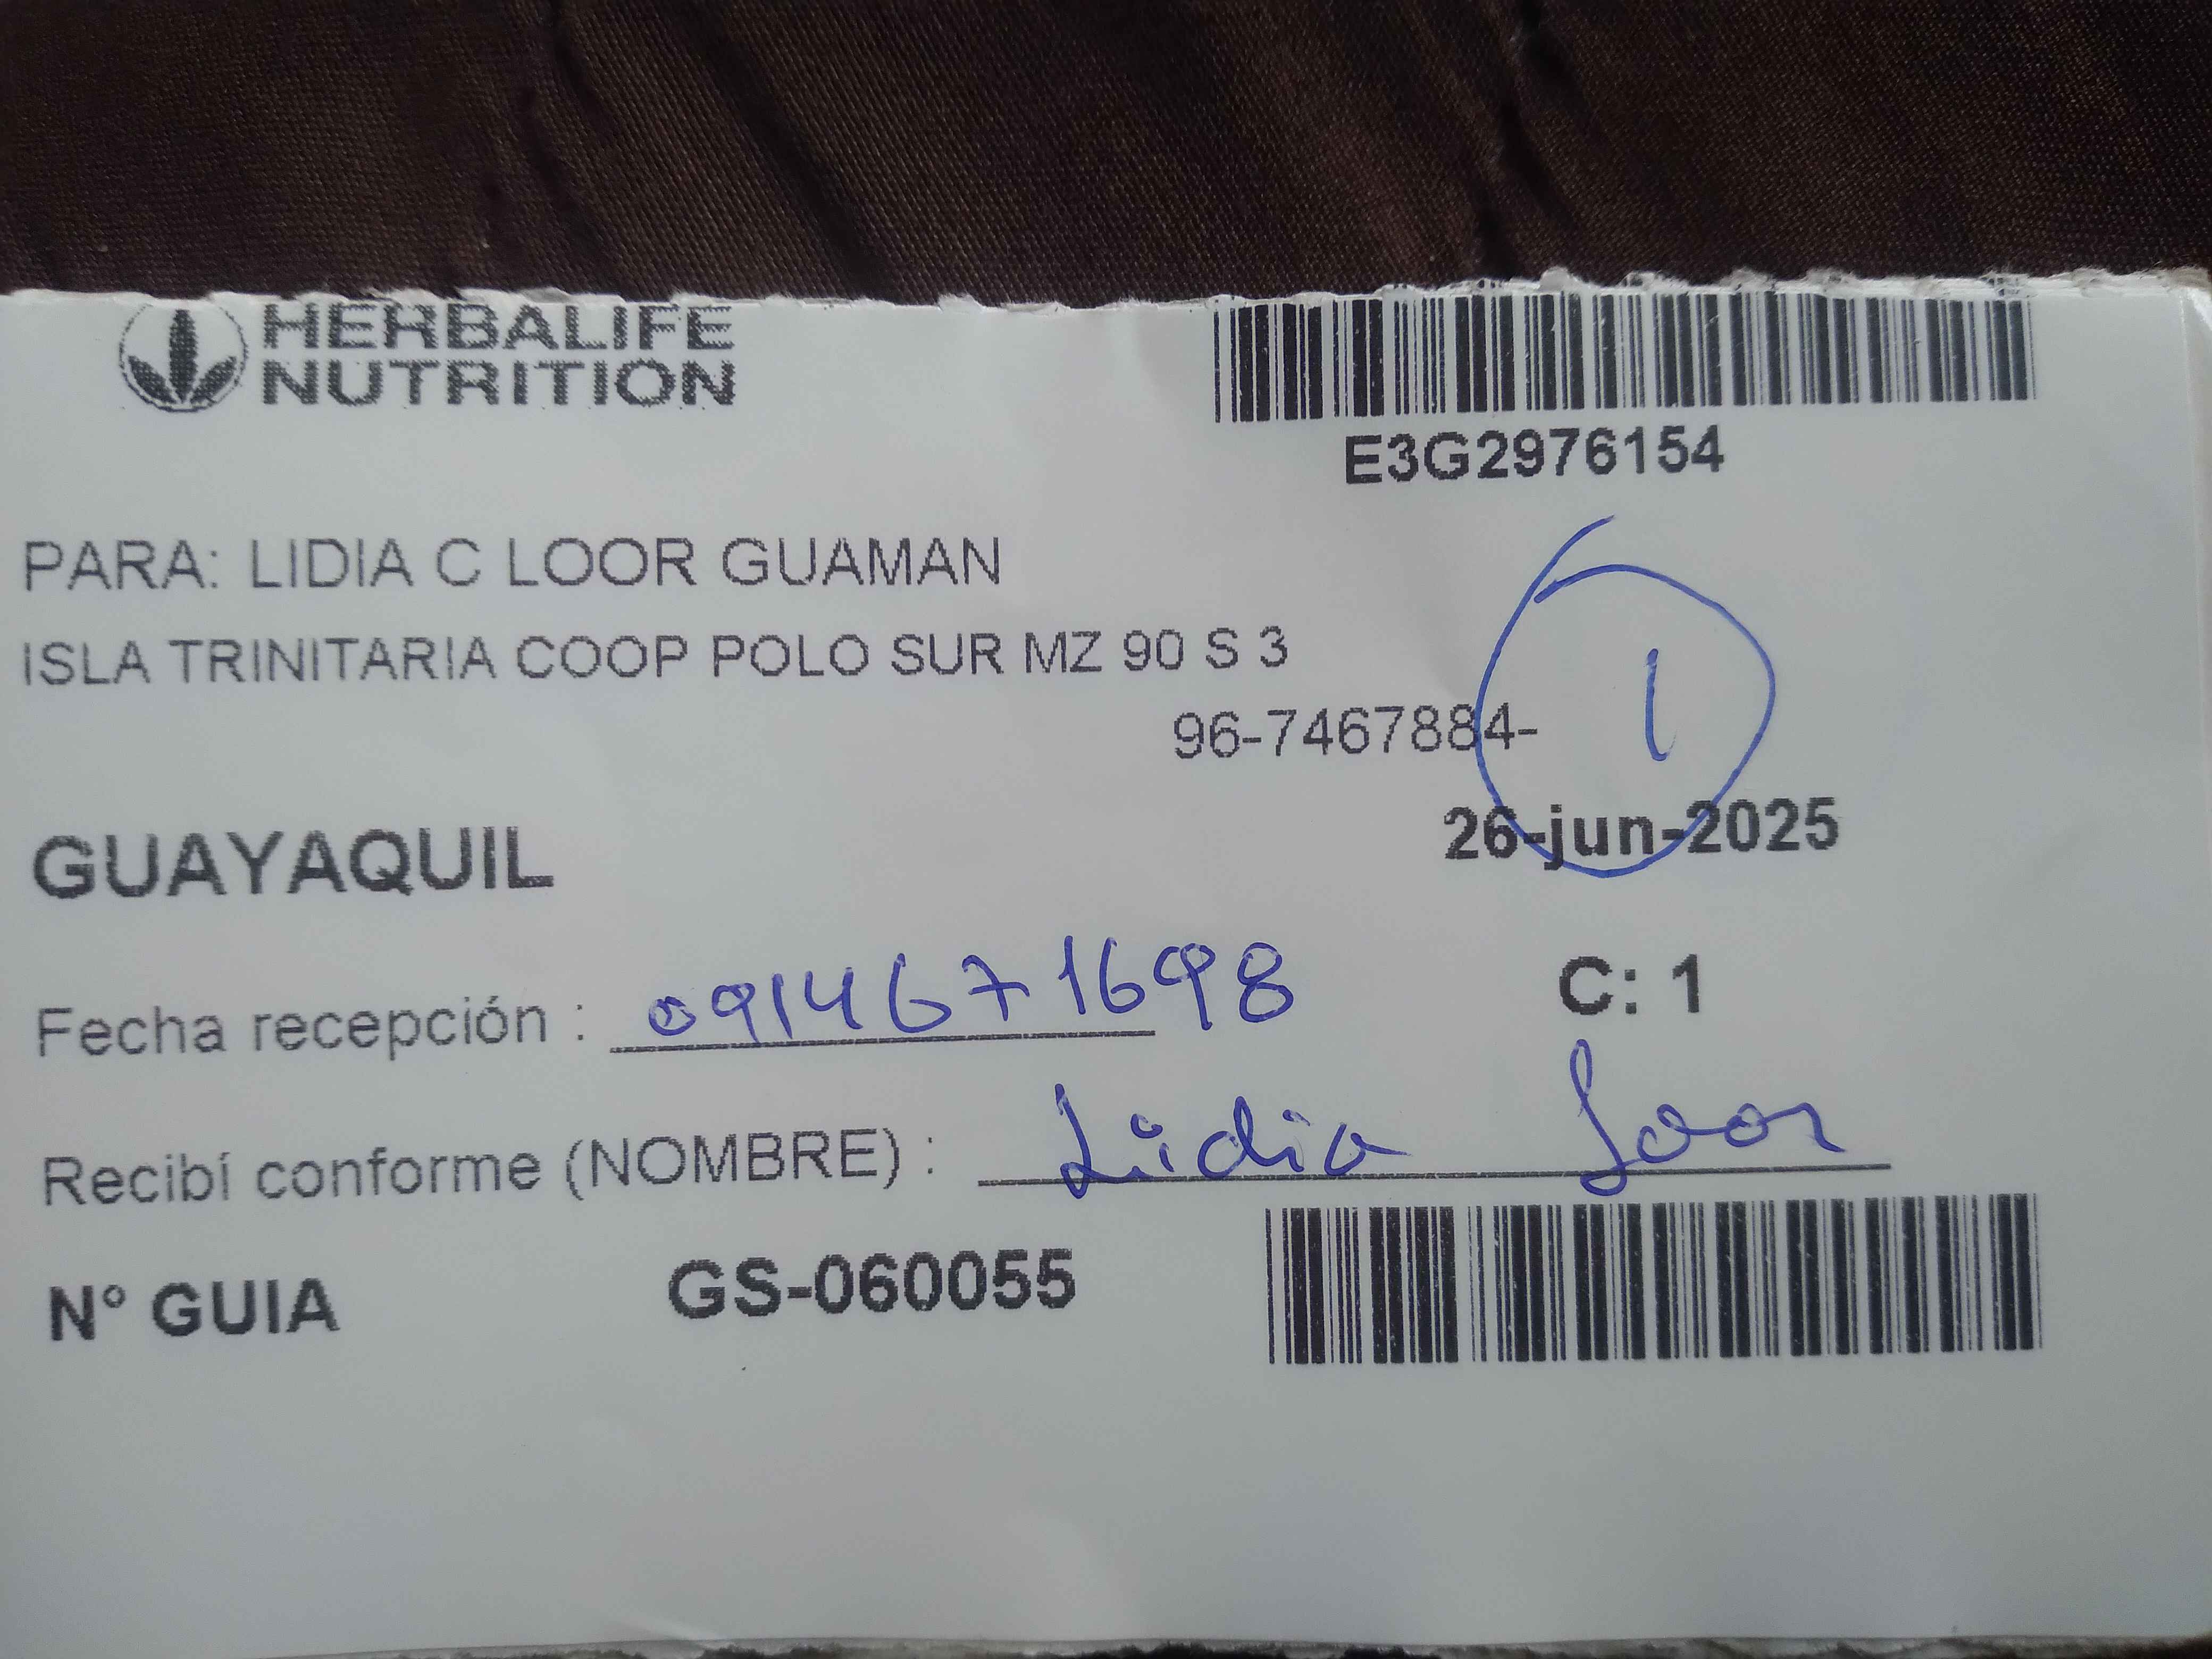 HERBALIFE
NUTRITION
E3G2976154
PARA: LIDIA C LOOR GUAMAN
ISLA TRINITARIA COOP POLO SUR MZ 90 S 3
96-7467884-
1
26-jun-2025
GUAYAQUIL
C: 1
Fecha recepción : 0914671698
Recibí conforme (NOMBRE) : Lidia Loor
N° GUIA GS-060055